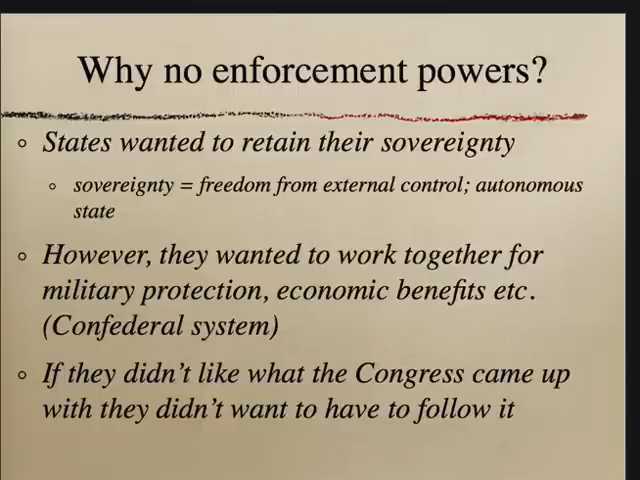 Why no enforcement powers?
States wanted to retain their sovereignty
sovereignty = freedom from external control; autonomous
state
However, they wanted to work together for
military protection, economic benefits etc.
(Confederal system)
If they didn’t like what the Congress came up
with they didn’t want to have to follow it